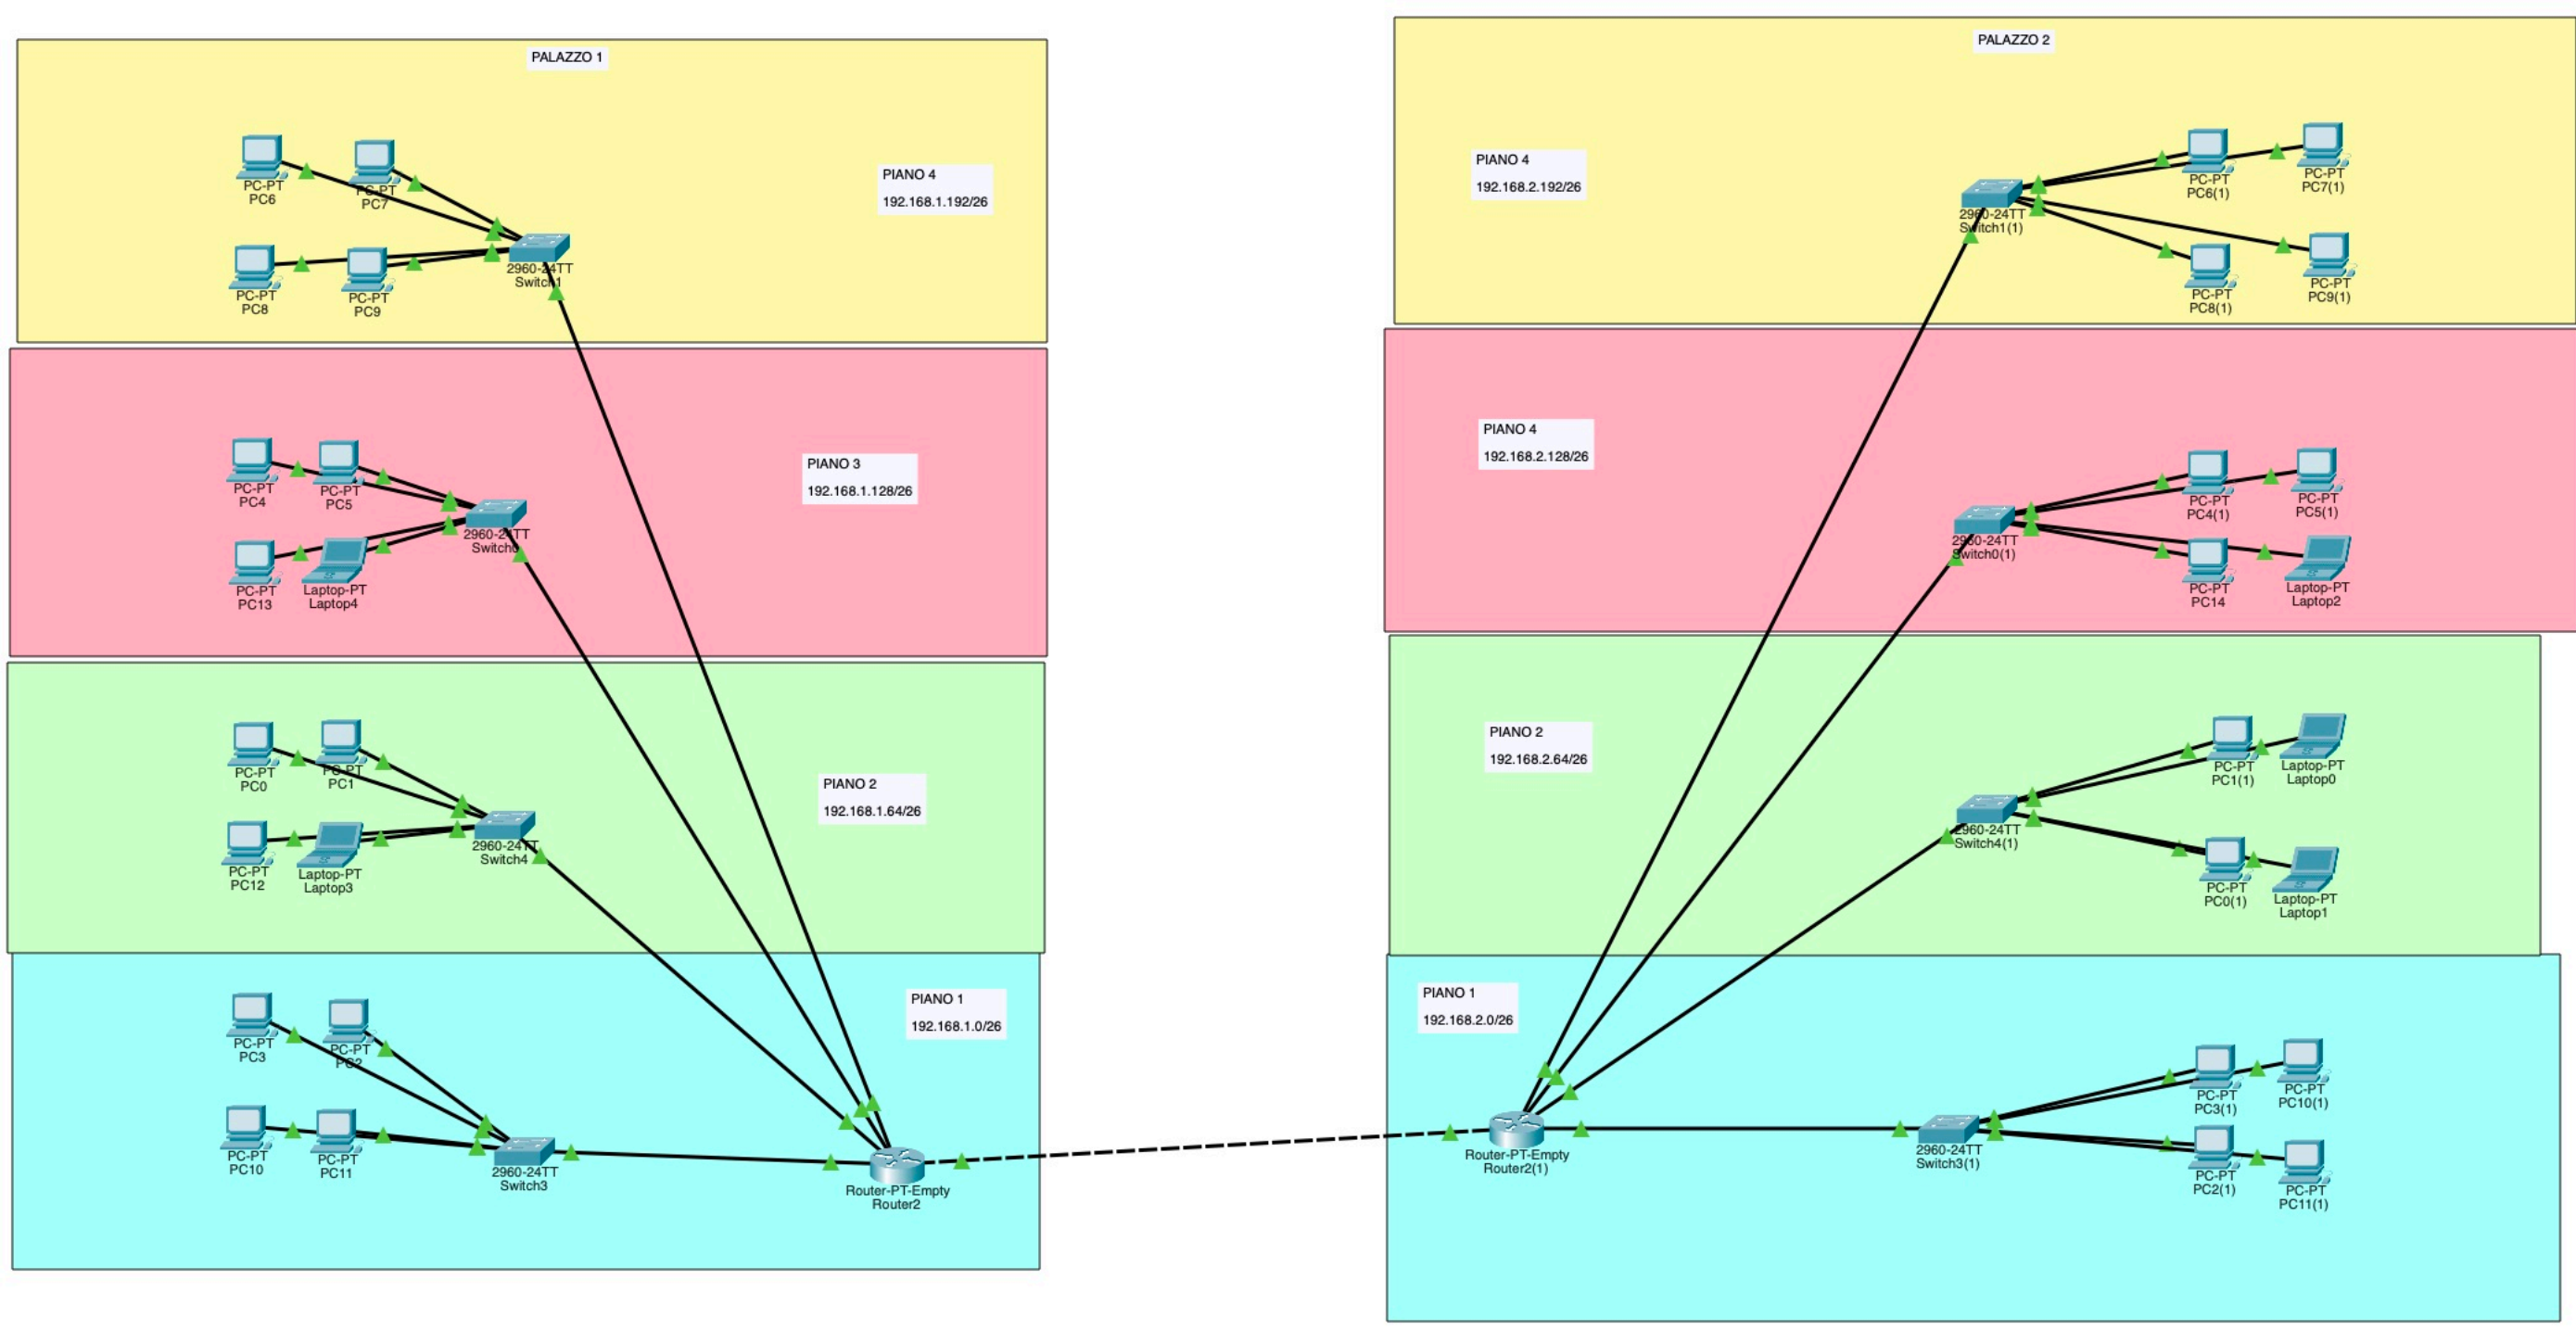 PALAZZO 1
PC-PT
PC6
PC-PT
PC7
PIANO 4
192.168.1.192/26
PC-PT
PC8
PC-PT
PC9
2960-24TT
Switch1
PIANO 3
192.168.1.128/26
PC-PT
PC4
PC-PT
PC5
2960-24TT
Switch0
PC-PT
PC13
Laptop-PT
Laptop4
PIANO 2
192.168.1.64/26
PC-PT
PC0
PC-PT
PC1
2960-24TT
Switch4
PC-PT
PC12
Laptop-PT
Laptop3
PIANO 1
192.168.1.0/26
PC-PT
PC3
PC-PT
PC2
PC-PT
PC10
PC-PT
PC11
2960-24TT
Switch3
Router-PT-Empty
Router2
PALAZZO 2
PIANO 4
192.168.2.192/26
2960-24TT
Switch1(1)
PC-PT
PC6(1)
PC-PT
PC7(1)
PC-PT
PC8(1)
PC-PT
PC9(1)
PIANO 4
192.168.2.128/26
2960-24TT
Switch0(1)
PC-PT
PC4(1)
PC-PT
PC5(1)
PC-PT
PC14
Laptop-PT
Laptop2
PIANO 2
192.168.2.64/26
2960-24TT
Switch4(1)
PC-PT
PC1(1)
Laptop-PT
Laptop0
PC-PT
PC0(1)
Laptop-PT
Laptop1
PIANO 1
192.168.2.0/26
Router-PT-Empty
Router2(1)
2960-24TT
Switch3(1)
PC-PT
PC3(1)
PC-PT
PC10(1)
PC-PT
PC2(1)
PC-PT
PC11(1)